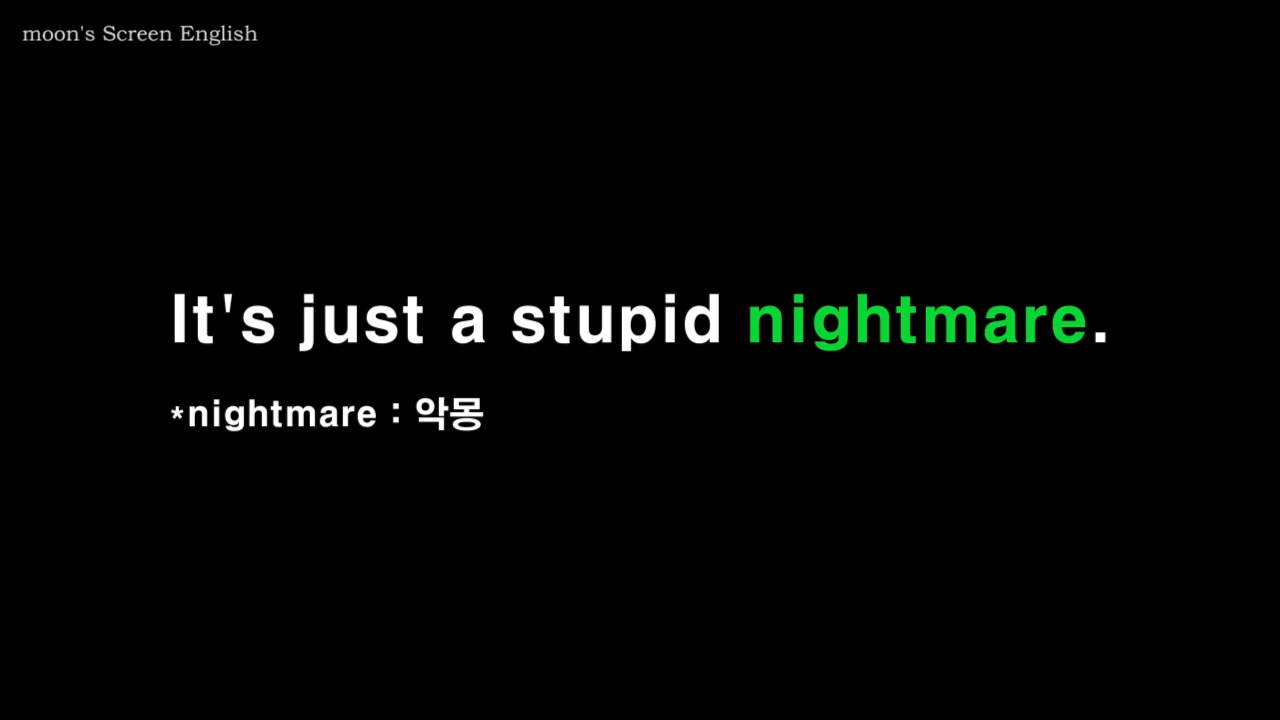 moon's Screen English
It's just a stupid nightmare.
*nightmare : 악몽